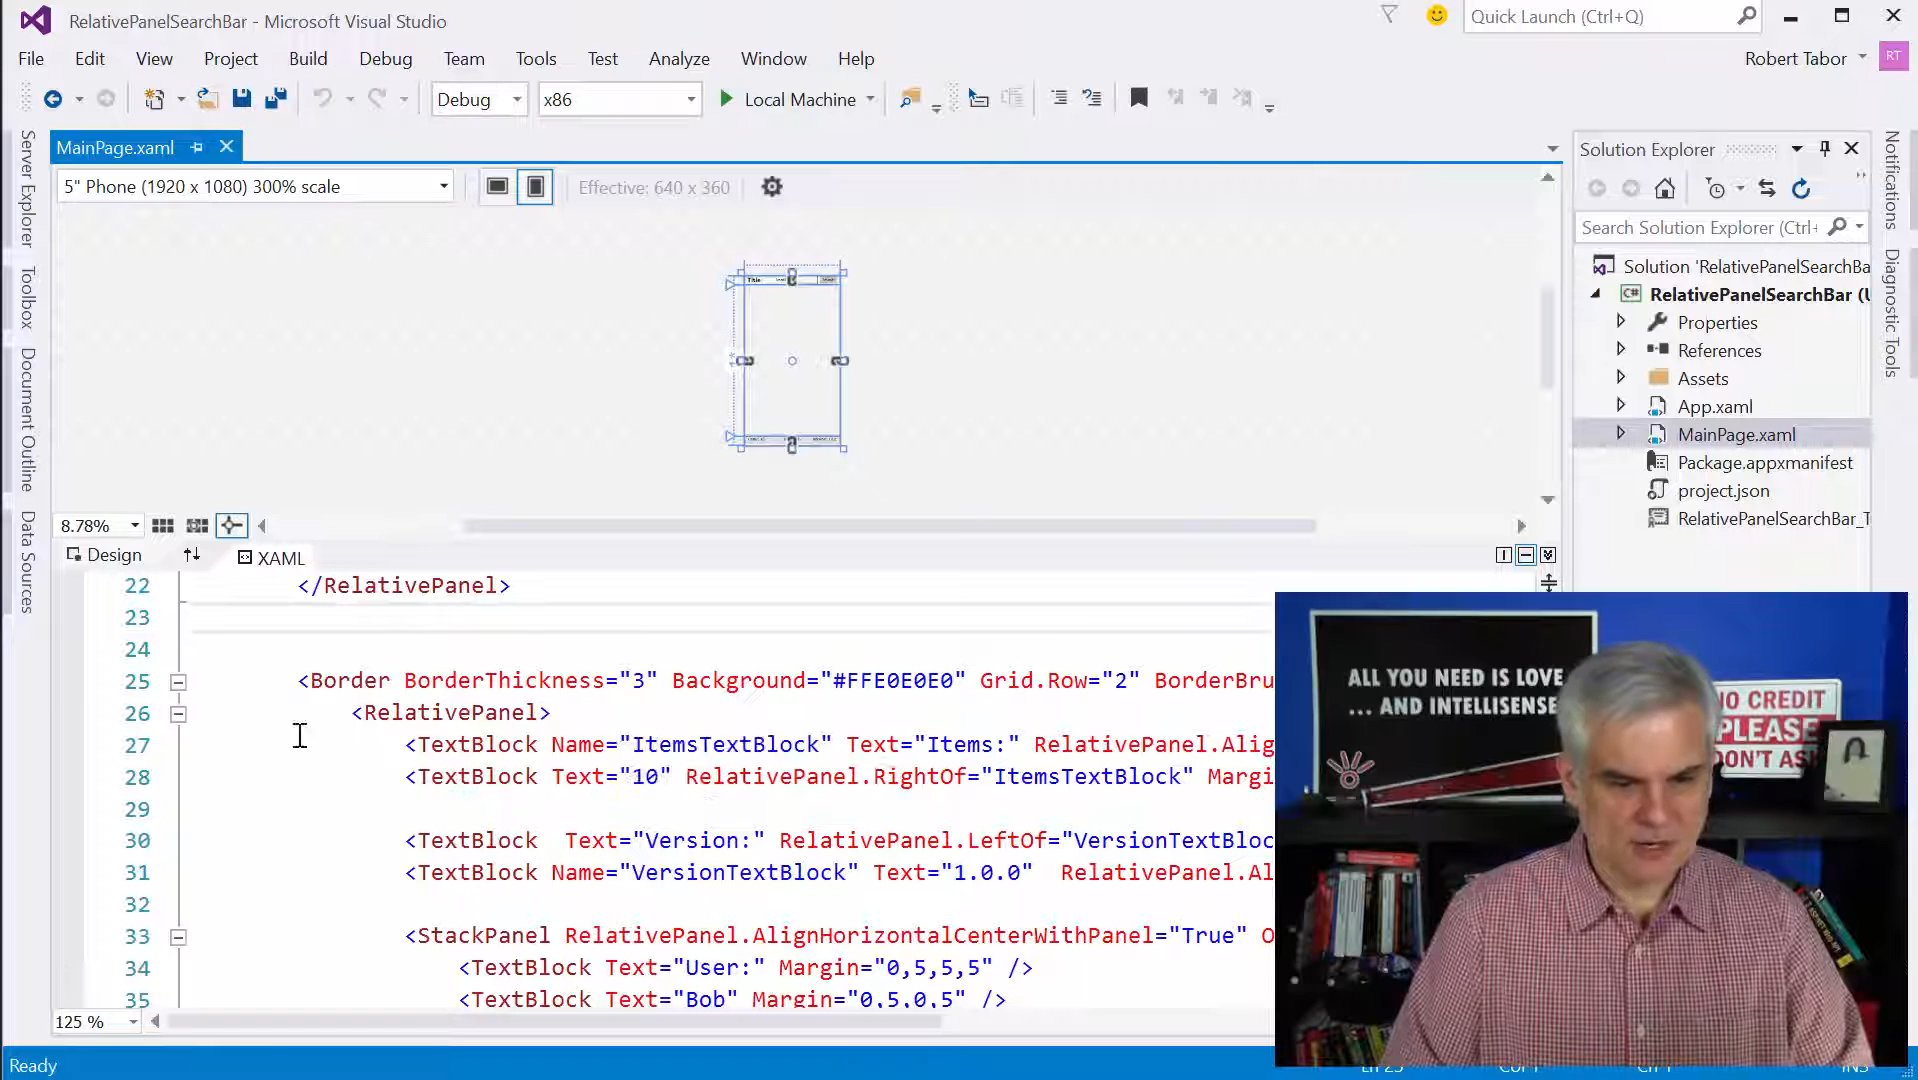 RelativePanelSearchBar - Microsoft Visual Studio
Quick Launch (Ctrl+Q)
File Edit View Project Build Debug Team Tools Test Analyze Window Help
Robert Tabor RT
Debug x86 Local Machine
MainPage.xaml
Solution Explorer
5" Phone (1920 x 1080) 300% scale
Effective: 640 x 360
Search Solution Explorer (Ctrl+
Server Explorer
Toolbox
Document Outline
Data Sources
Notifications
Diagnostic Tools
Solution 'RelativePanelSearchBa
C# RelativePanelSearchBar (U
Properties
References
Assets
App.xaml
MainPage.xaml
Package.appxmanifest
project.json
RelativePanelSearchBar_T
Title
8.78%
Design XAML
22 </RelativePanel>
23
24
25 <Border BorderThickness="3" Background="#FFE0E0E0" Grid.Row="2" BorderBru
26 <RelativePanel>
27 <TextBlock Name="ItemsTextBlock" Text="Items:" RelativePanel.Alig
28 <TextBlock Text="10" RelativePanel.RightOf="ItemsTextBlock" Margi
29
30 <TextBlock  Text="Version:" RelativePanel.LeftOf="VersionTextBloc
31 <TextBlock Name="VersionTextBlock" Text="1.0.0"  RelativePanel.Al
33 <StackPanel RelativePanel.AlignHorizontalCenterWithPanel="True" O
34 <TextBlock Text="User:" Margin="0,5,5,5" />
35 <TextBlock Text="Bob" Margin="0,5,0,5" />
125 %
Ready
ALL YOU NEED IS LOVE
... AND INTELLISENSE
NO CREDIT
PLEASE
DON'T ASK